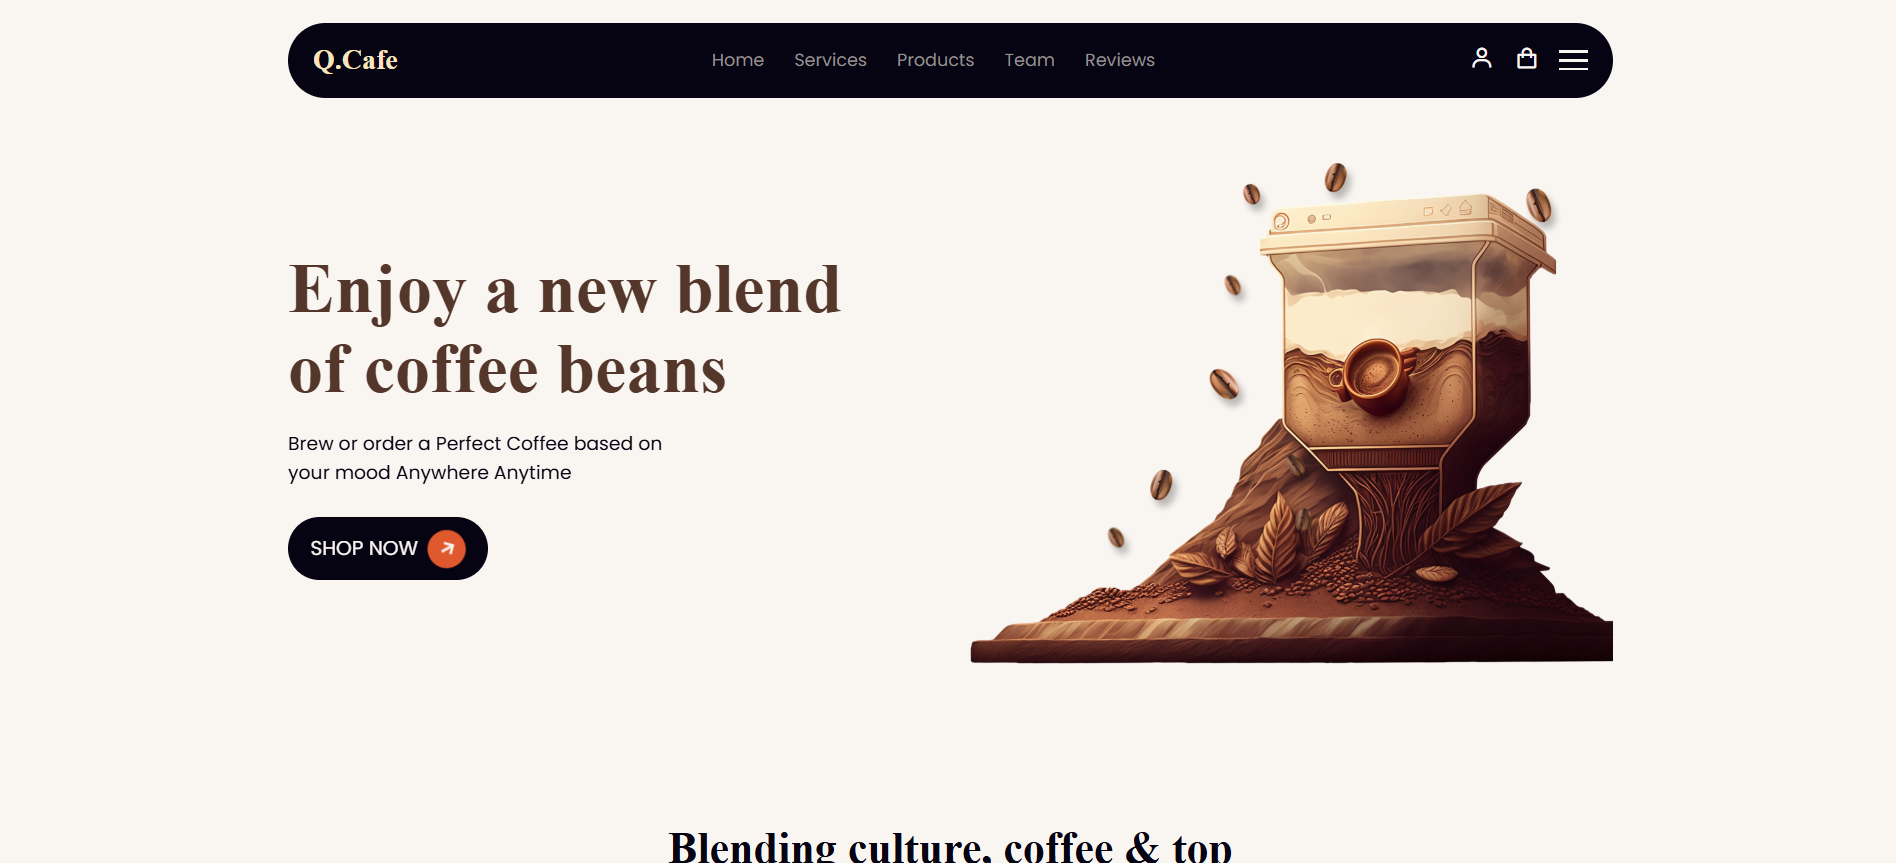 Q.Cafe
Home Services Products Team Reviews
Enjoy a new blend
of coffee beans
Brew or order a Perfect Coffee based on
your mood Anywhere Anytime
SHOP NOW
Blending culture, coffee & top